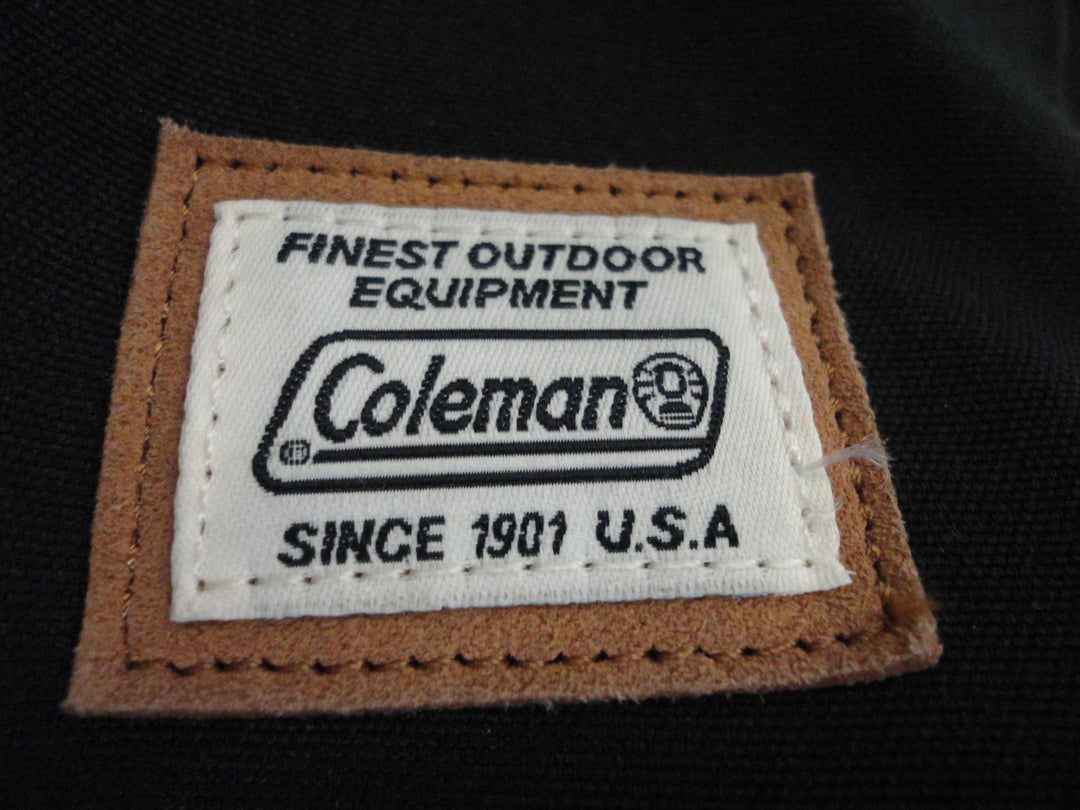 FINEST OUTDOOR
EQUIPMENT
Coleman
SINCE 1901 U.S.A